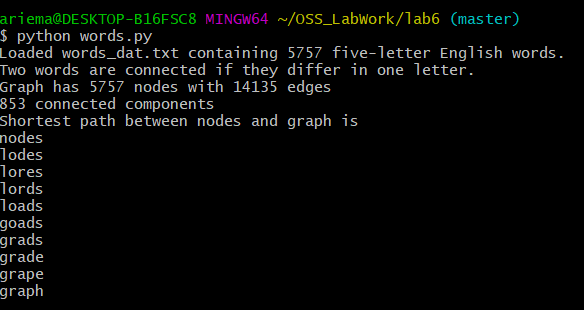 ariema@DESKTOP-B16FSC8 MINGW64 ~/OSS_LabWork/lab6 (master)
$ python words.py
Loaded words_dat.txt containing 5757 five-letter English words.
Two words are connected if they differ in one letter.
Graph has 5757 nodes with 14135 edges
853 connected components
Shortest path between nodes and graph is
nodes
lodes
lores
lords
loads
goads
grads
grade
grape
graph